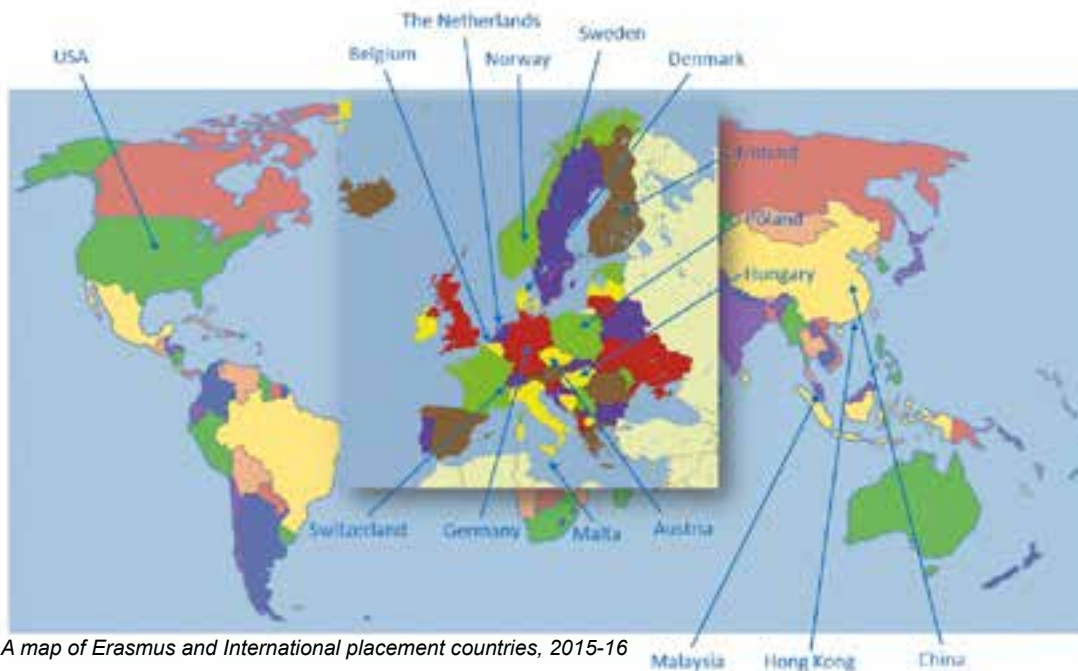 The Netherlands
Sweden
USA
Belgium
Norway
Denmark
Finland
Poland
Hungary
Switzerland
Germany
Malta
Austria
A map of Erasmus and International placement countries, 2015-16
Malaysia
Hong Kong
China